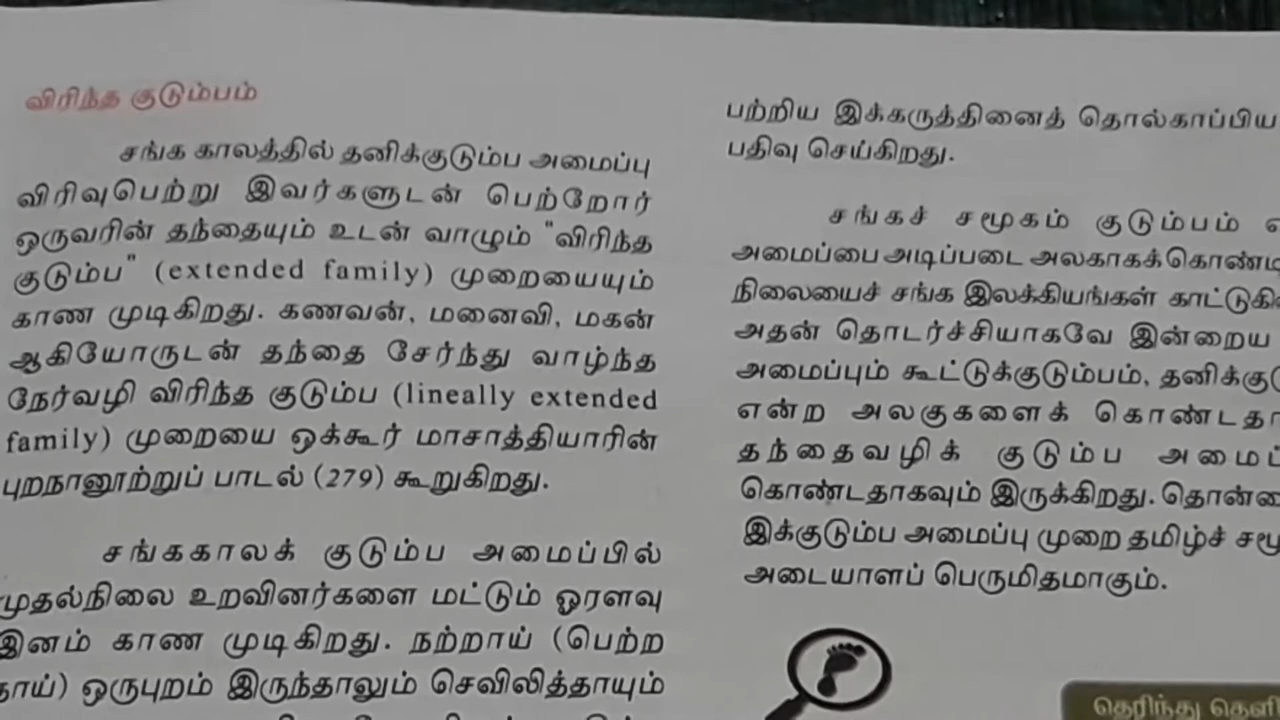 விரிந்த குடும்பம்
சங்க காலத்தில் தனிக்குடும்ப அமைப்பு
விரிவுபெற்று இவர்களுடன் பெற்றோர்
ஒருவரின் தந்தையும் உடன் வாழும் "விரிந்த
குடும்ப" (extended family) முறையையும்
காண முடிகிறது. கணவன், மனைவி, மகன்
ஆகியோருடன் தந்தை சேர்ந்து வாழ்ந்த
நேர்வழி விரிந்த குடும்ப (lineally extended
family) முறையை ஒக்கூர் மாசாத்தியாரின்
புறநானூற்றுப் பாடல் (279) கூறுகிறது.
சங்ககாலக் குடும்ப அமைப்பில்
முதல்நிலை உறவினர்களை மட்டும் ஓரளவு
இனம் காண முடிகிறது. நற்றாய் (பெற்ற
தாய்) ஒருபுறம் இருந்தாலும் செவிலித்தாயும்
பற்றிய இக்கருத்தினைத் தொல்காப்பிய
பதிவு செய்கிறது.
சங்கச் சமூகம் குடும்பம்
அமைப்பை அடிப்படை அலகாகக்
நிலையைச் சங்க இலக்கியங்கள்
அதன் தொடர்ச்சியாகவே இன்றைய
அமைப்பும் கூட்டுக்குடும்பம்,
என்ற அலகுகளைக்
தந்தைவழிக் குடும்ப
கொண்டதாகவும் இருக்கிறது.
இக்குடும்ப அமைப்பு முறை தமிழ்ச்
அடையாளப் பெருமிதமாகும்.
தெரிந்து